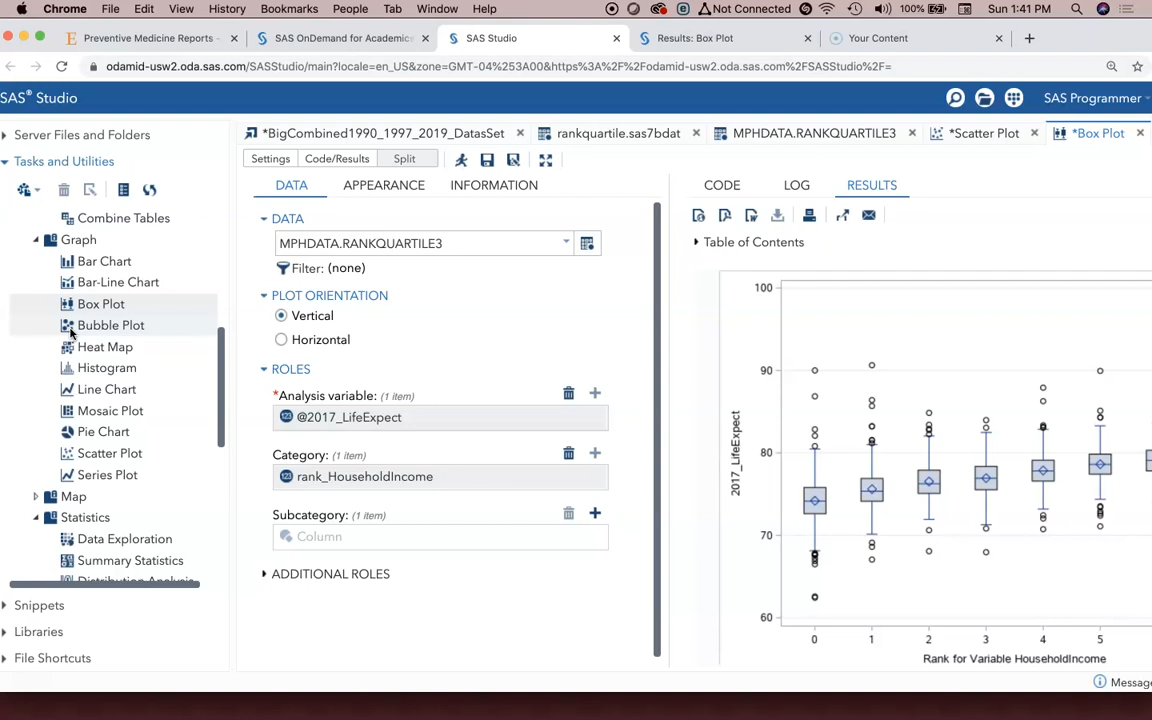 Chrome File Edit View History Bookmarks People Tab Window Help Not Connected 100% Sun 1:41 PM
Preventive Medicine Reports - × SAS OnDemand for Academics × SAS Studio × Results: Box Plot × Your Content × +
odamid-usw2.oda.sas.com/SASStudio/main?locale=en_US&zone=GMT-04%253A00&https%3A%2F%2Fodamid-usw2.oda.sas.com%2FSASStudio%2F=
SAS® Studio SAS Programmer
Server Files and Folders
*BigCombined1990_1997_2019_DatasSet × rankquartile.sas7bdat × MPHDATA.RANKQUARTILE3 × *Scatter Plot × *Box Plot ×
Tasks and Utilities
Settings Code/Results Split
DATA APPEARANCE INFORMATION
CODE LOG RESULTS
Combine Tables
Graph
Bar Chart
Bar-Line Chart
Box Plot
Bubble Plot
Heat Map
Histogram
Line Chart
Mosaic Plot
Pie Chart
Scatter Plot
Series Plot
Map
Statistics
Data Exploration
Summary Statistics
Distribution Analysis
Snippets
Libraries
File Shortcuts
DATA
MPHDATA.RANKQUARTILE3
Filter: (none)
PLOT ORIENTATION
Vertical
Horizontal
ROLES
*Analysis variable: (1 item)
123 @2017_LifeExpect
Category: (1 item)
123 rank_HouseholdIncome
Subcategory: (1 item)
Column
ADDITIONAL ROLES
Table of Contents
100
90
80
70
60
2017_LifeExpect
0 1 2 3 4 5
Rank for Variable HouseholdIncome
Message